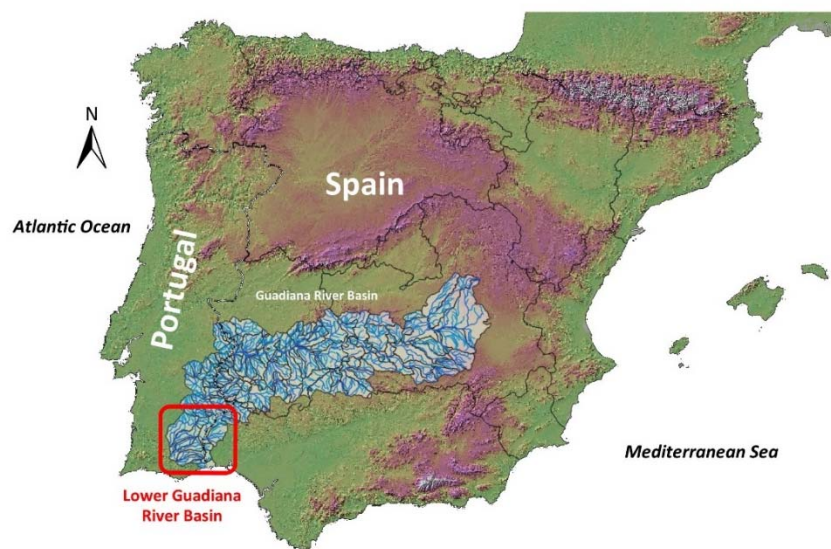 N
Spain
Atlantic Ocean
Portugal
Guadiana River Basin
Mediterranean Sea
Lower Guadiana
River Basin